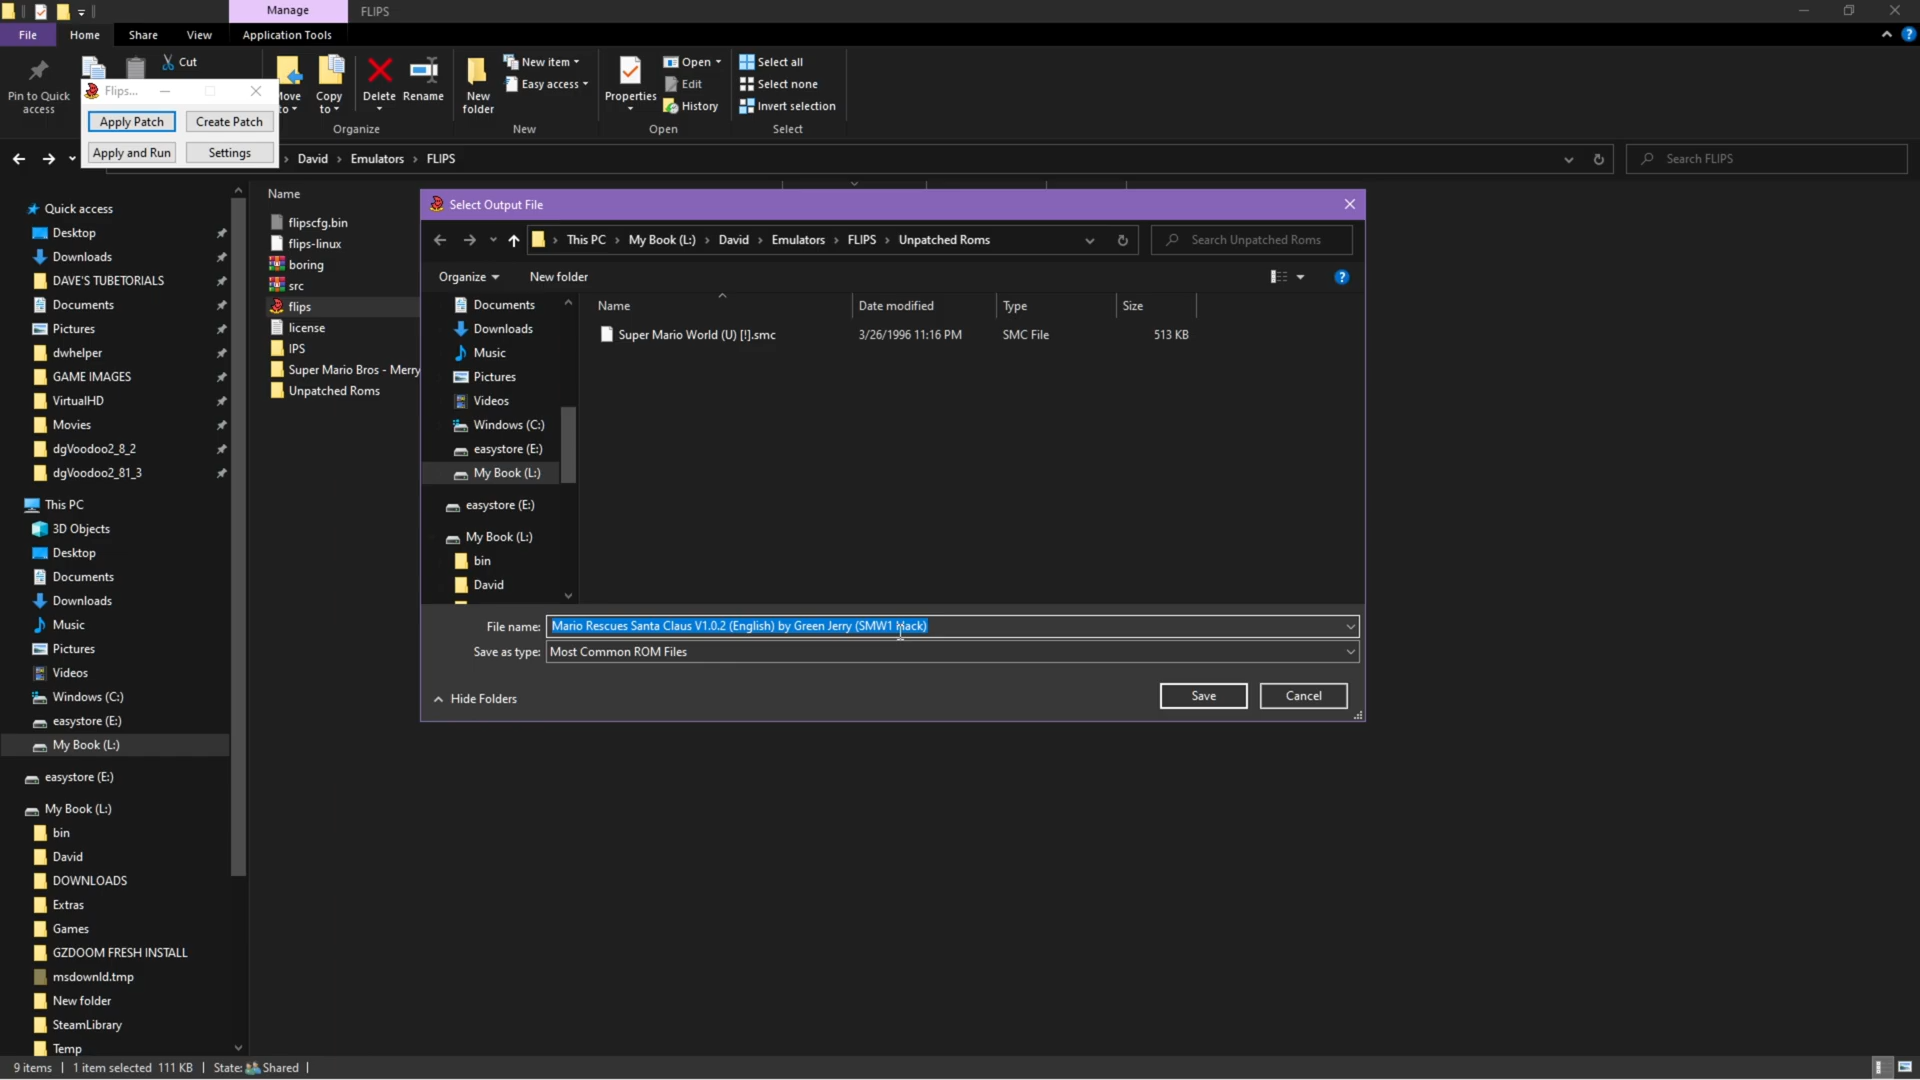 Manage
FLIPS
File
Home
Share
View
Application Tools
Pin to Quick access
Cut
Move to
Copy to
Delete
Rename
Organize
New folder
New item
Easy access
New
Properties
Open
Edit
History
Open
Select all
Select none
Invert selection
Select
Flips...
Apply Patch
Create Patch
Apply and Run
Settings
David
Emulators
FLIPS
Search FLIPS
Quick access
Desktop
Downloads
DAVE'S TUBETORIALS
Documents
Pictures
dwhelper
GAME IMAGES
VirtualHD
Movies
dgVoodoo2_8_2
dgVoodoo2_81_3
This PC
3D Objects
Desktop
Documents
Downloads
Music
Pictures
Videos
Windows (C:)
easystore (E:)
My Book (L:)
easystore (E:)
My Book (L:)
bin
David
DOWNLOADS
Extras
Games
GZDOOM FRESH INSTALL
msdownld.tmp
New folder
SteamLibrary
Temp
Name
flipscfg.bin
flips-linux
boring
src
flips
license
IPS
Super Mario Bros - Merry
Unpatched Roms
Select Output File
This PC
My Book (L:)
David
Emulators
FLIPS
Unpatched Roms
Search Unpatched Roms
Organize
New folder
Documents
Downloads
Music
Pictures
Videos
Windows (C:)
easystore (E:)
My Book (L:)
easystore (E:)
My Book (L:)
bin
David
Name
Date modified
Type
Size
Super Mario World (U) [!].smc
3/26/1996 11:16 PM
SMC File
513 KB
File name:
Mario Rescues Santa Claus V1.0.2 (English) by Green Jerry (SMW1 Hack)
Save as type:
Most Common ROM Files
Hide Folders
Save
Cancel
9 items
1 item selected 111 KB
State: Shared